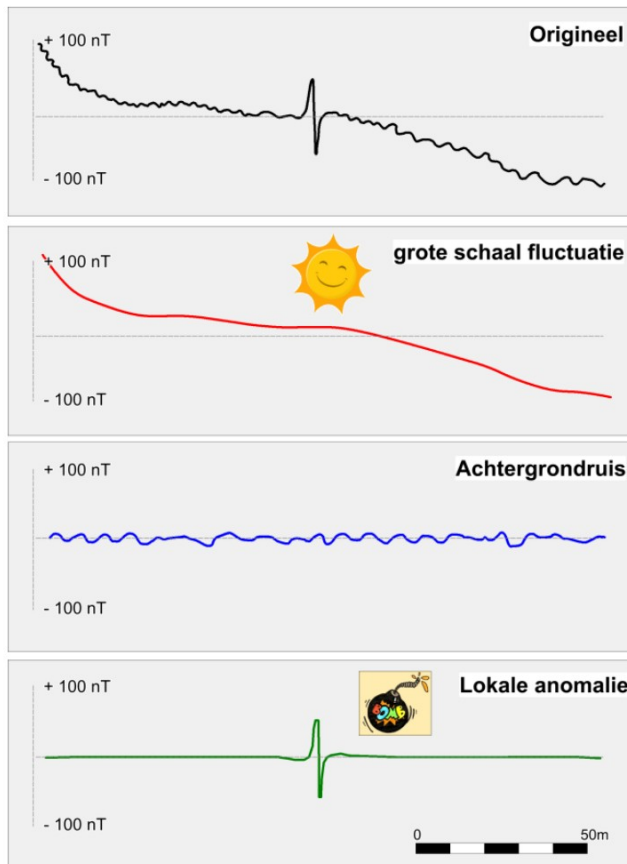 + 100 nT
Origineel
- 100 nT
+ 100 nT
grote schaal fluctuatie
- 100 nT
+ 100 nT
Achtergrondruis
- 100 nT
+ 100 nT
Lokale anomalie
- 100 nT
0 50m